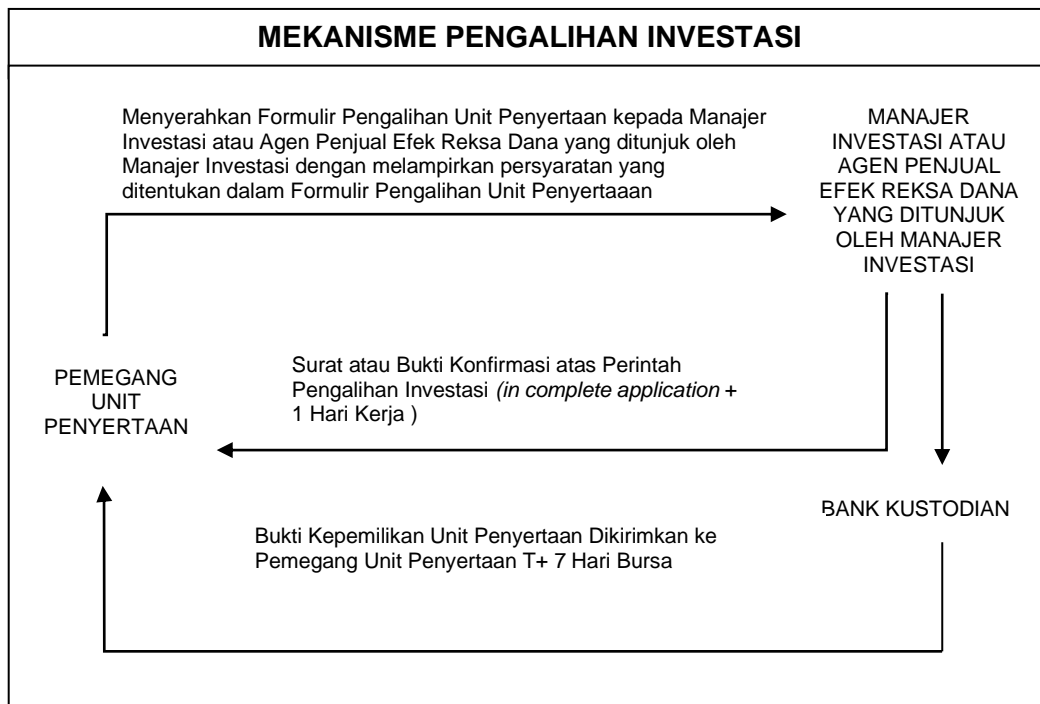 MEKANISME PENGALIHAN INVESTASI
Menyerahkan Formulir Pengalihan Unit Penyertaan kepada Manajer
Investasi atau Agen Penjual Efek Reksa Dana yang ditunjuk oleh
Manajer Investasi dengan melampirkan persyaratan yang
ditentukan dalam Formulir Pengalihan Unit Penyertaaan
MANAJER
INVESTASI ATAU
AGEN PENJUAL
EFEK REKSA DANA
YANG DITUNJUK
OLEH MANAJER
INVESTASI
PEMEGANG
UNIT
PENYERTAAN
Surat atau Bukti Konfirmasi atas Perintah
Pengalihan Investasi (in complete application +
1 Hari Kerja )
BANK KUSTODIAN
Bukti Kepemilikan Unit Penyertaan Dikirimkan ke
Pemegang Unit Penyertaan T+ 7 Hari Bursa